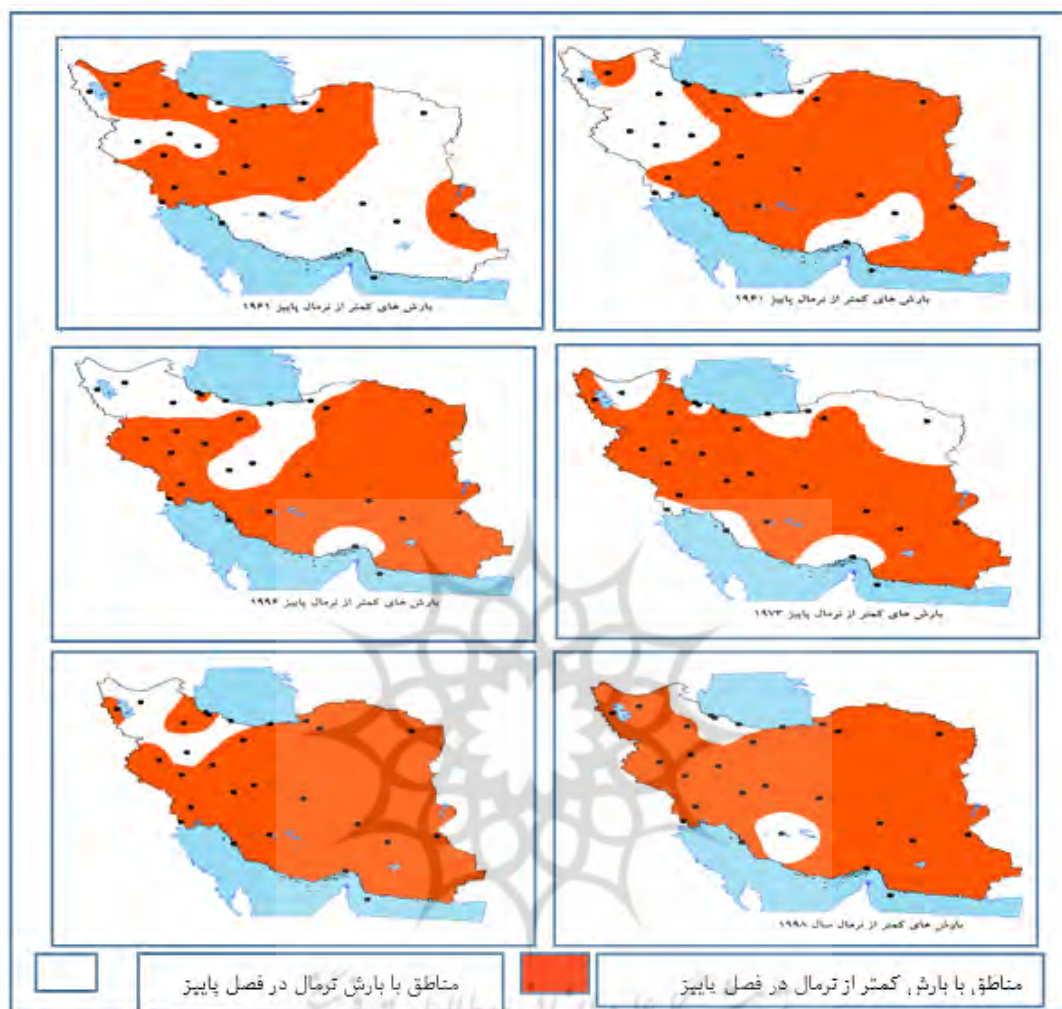 بارش های کمتر از نرمال پاییز ۱۹۶۱
بارش های کمتر از نرمال پاییز
بارش های کمتر از نرمال پاییز ۱۹۷۳
بارش های کمتر از نرمال پاییز ۱۹۹۶
بارش های کمتر از نرمال سال ۱۹۹۸
مناطق با بارش کمتر از نرمال در فصل پاییز
مناطق با بارش نرمال در فصل پاییز